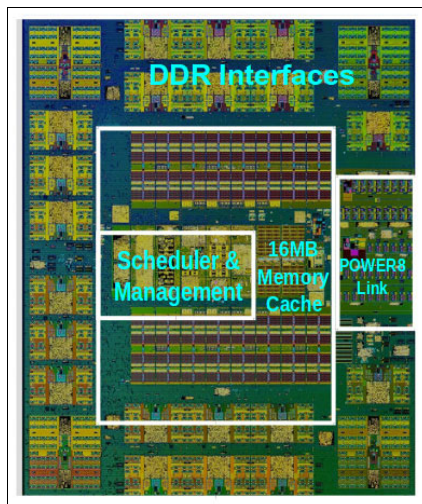 DDR Interfaces
Scheduler &
Management
16MB
Memory
Cache
POWER8
Link